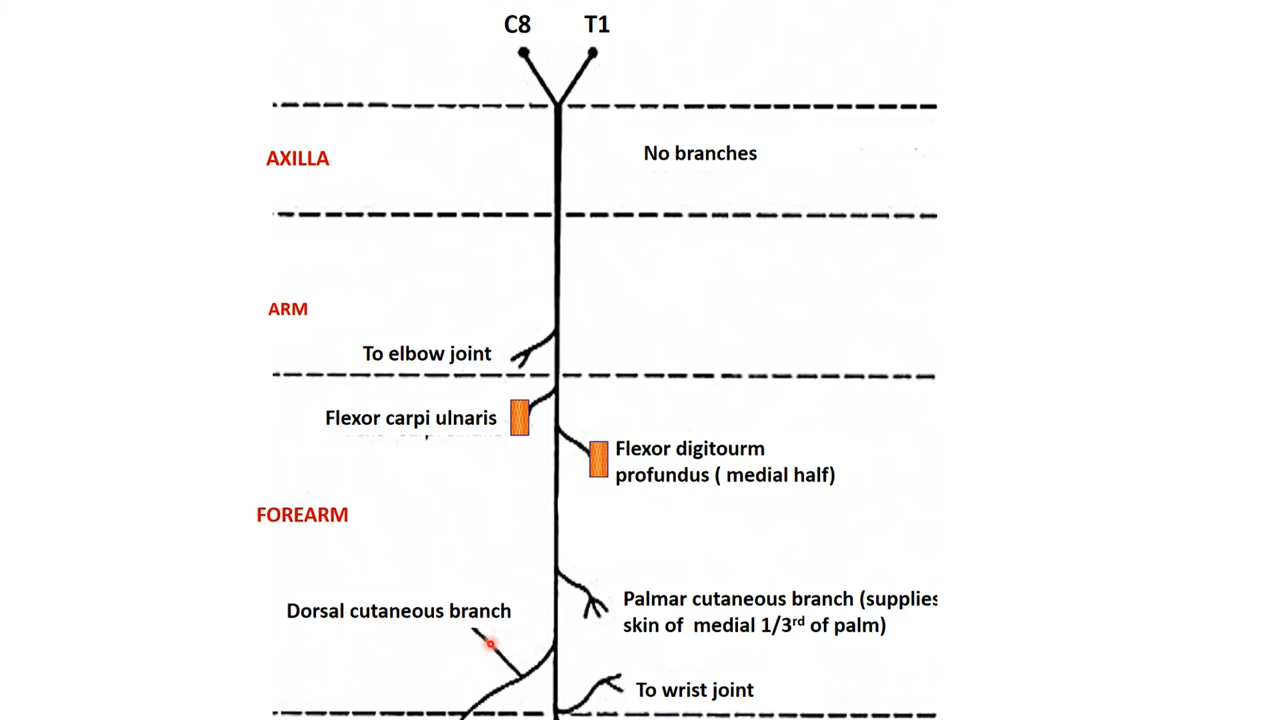 C8 T1
AXILLA
No branches
ARM
To elbow joint
Flexor carpi ulnaris
Flexor digitourm
profundus ( medial half)
FOREARM
Palmar cutaneous branch (supplies
skin of medial 1/3rd of palm)
Dorsal cutaneous branch
To wrist joint